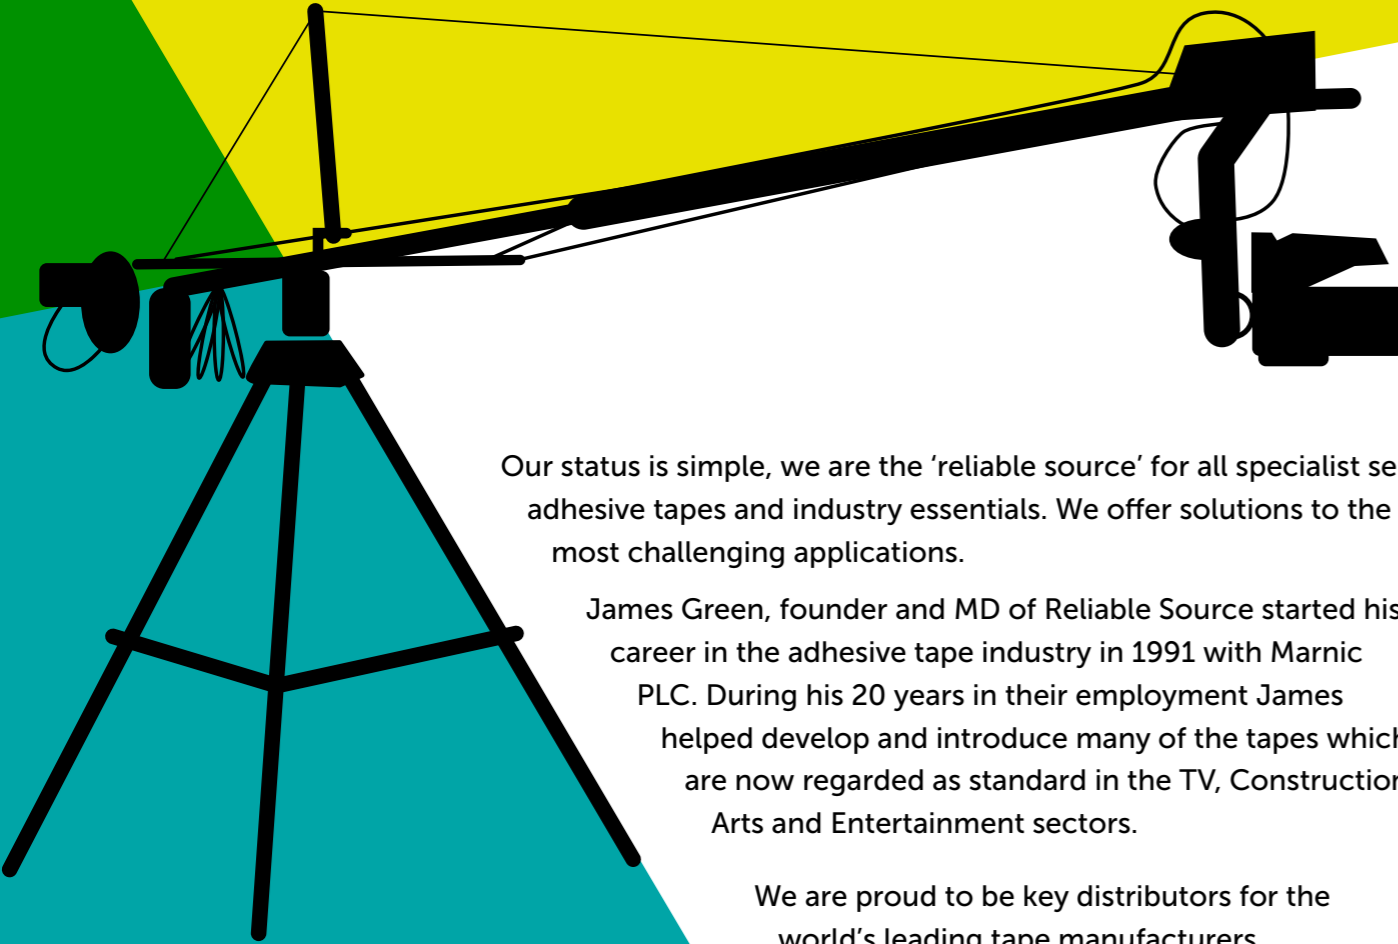 Our status is simple, we are the ‘reliable source’ for all specialist se
adhesive tapes and industry essentials. We offer solutions to the
most challenging applications.
James Green, founder and MD of Reliable Source started his
career in the adhesive tape industry in 1991 with Marnic
PLC. During his 20 years in their employment James
helped develop and introduce many of the tapes which
are now regarded as standard in the TV, Construction
Arts and Entertainment sectors.
We are proud to be key distributors for the
world’s leading tape manufacturers